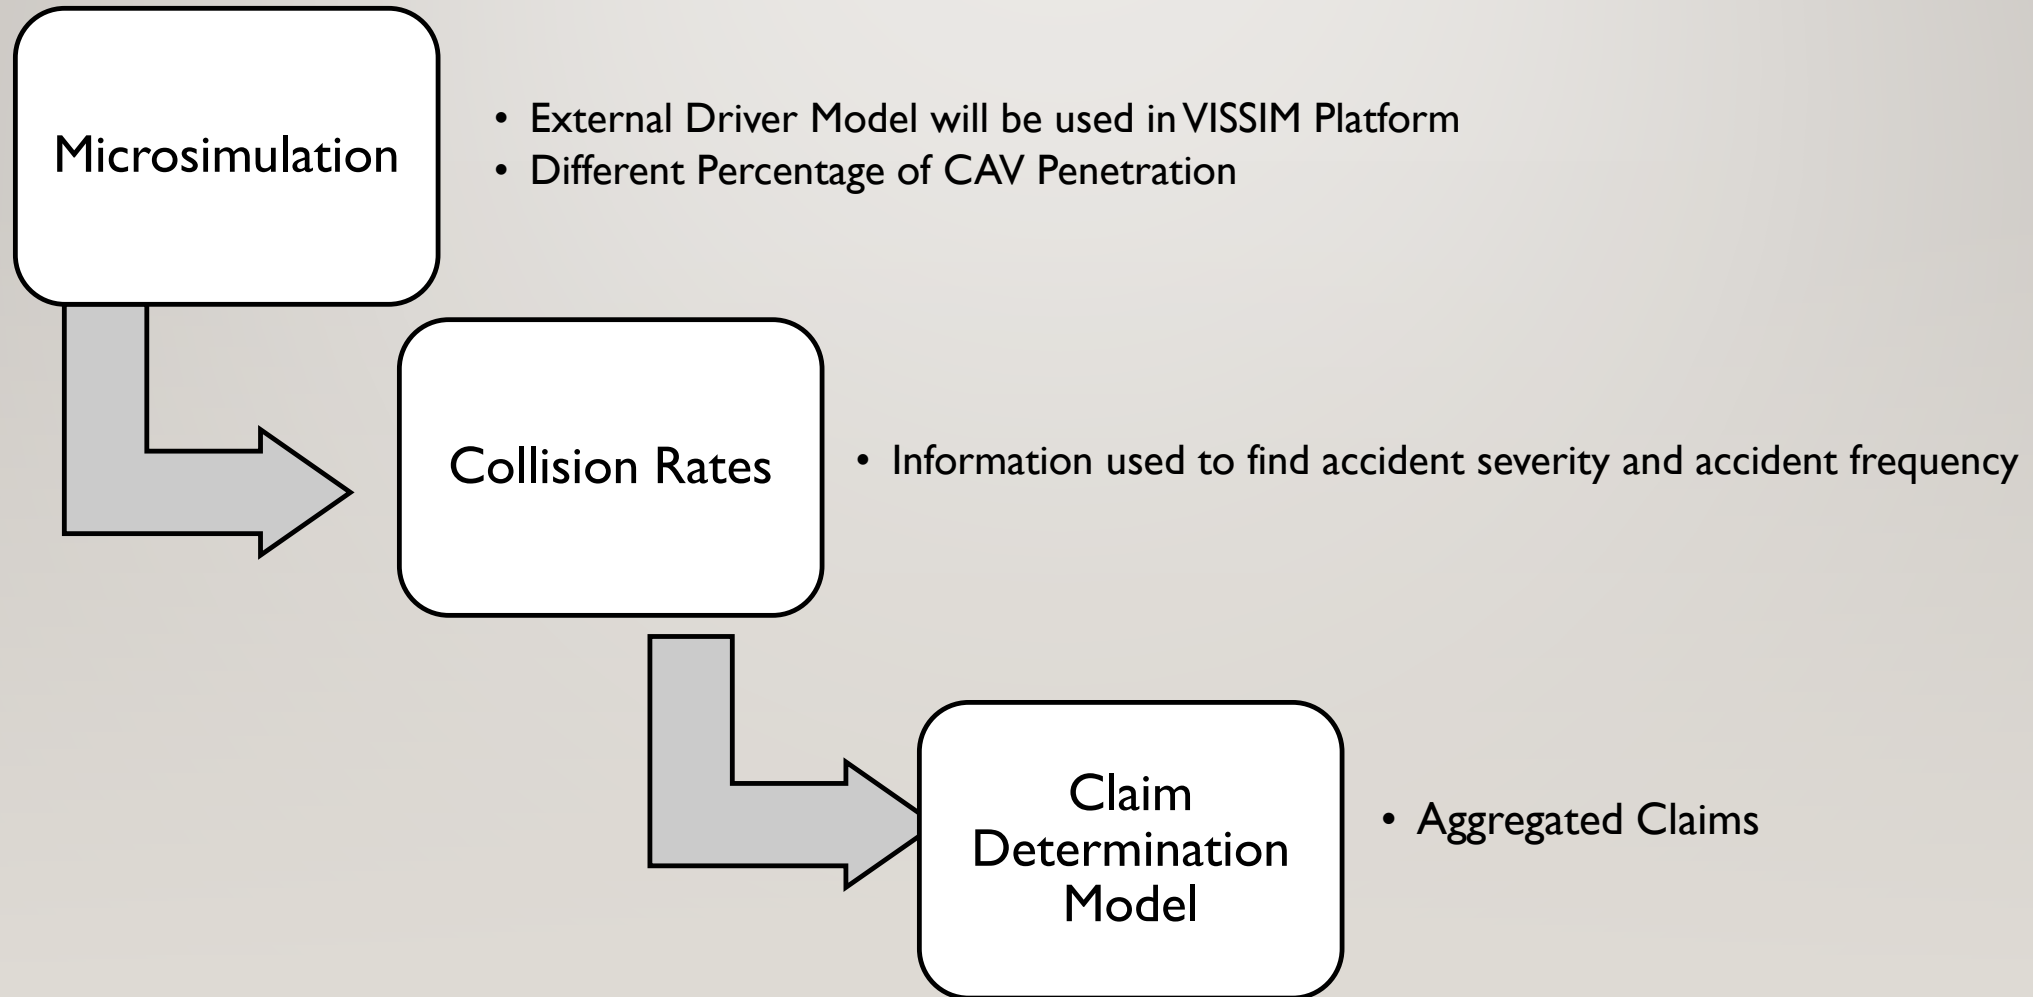 Microsimulation
• External Driver Model will be used in VISSIM Platform
• Different Percentage of CAV Penetration
Collision Rates
• Information used to find accident severity and accident frequency
Claim
Determination
Model
• Aggregated Claims